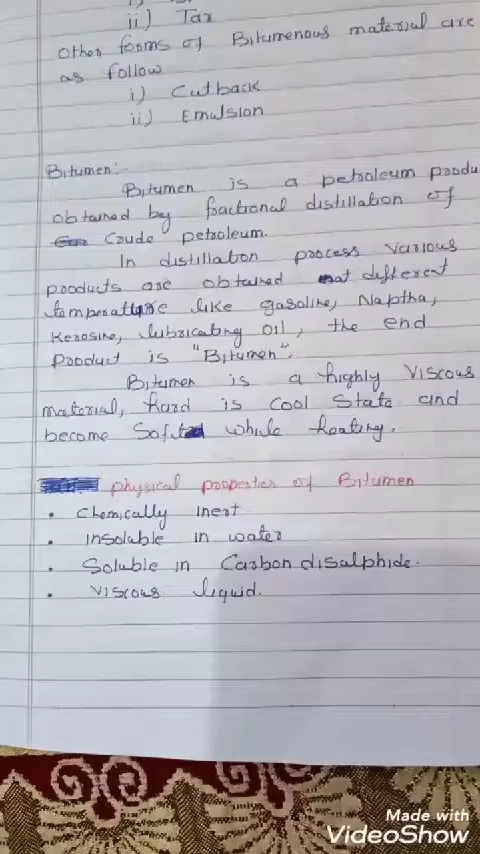 ii) Tar
Other forms of Bitumenous material are
as follow
i) Cutback
ii) Emulsion
Bitumen:-
Bitumen is a petroleum produ
obtained by fractional distillation of
Crude petroleum.
In distillation process various
products are obtained at different
temperature like gasoline, Naptha,
Kerosine, lubricating oil, the end
Product is "Bitumen".
Bitumen is a highly viscous
material, hard is cool State and
become Soft while heating.
physical properties of Bitumen
• Chemically inert
• insoluble in water
• Soluble in Carbon disulphide.
• Viscous liquid.
Made with
VideoShow